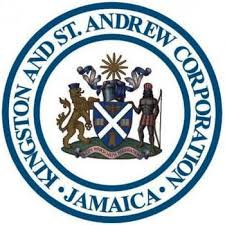 KINGSTON AND ST. ANDREW CORPORATION
· JAMAICA ·